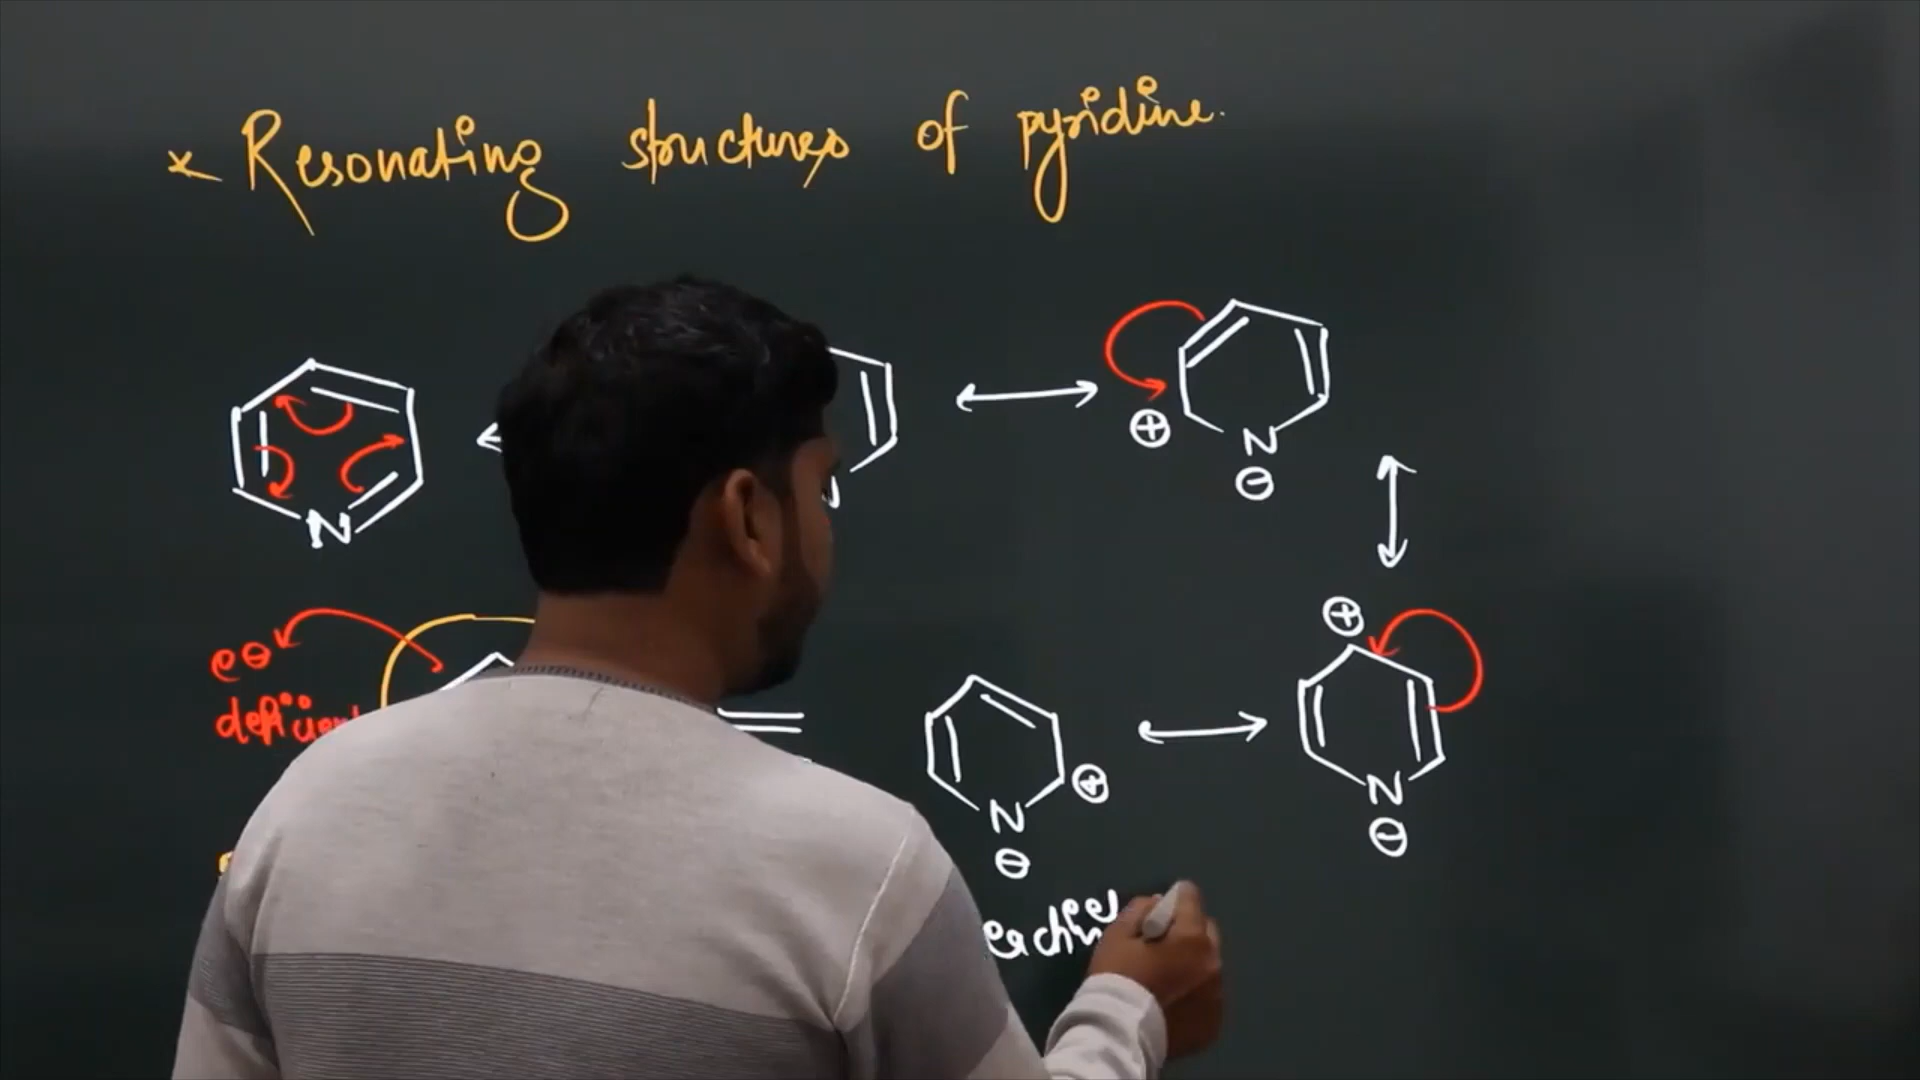 * Resonating structures of pyridine.
⊕
N
⊖
N
⊕
e⊖
deficient
⊕
N
⊖
N
⊖